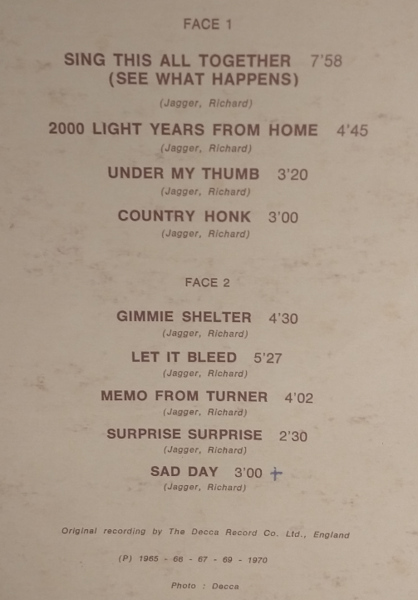 FACE 1
SING THIS ALL TOGETHER 7'58
(SEE WHAT HAPPENS)
(Jagger, Richard)
2000 LIGHT YEARS FROM HOME 4'45
(Jagger, Richard)
UNDER MY THUMB 3'20
(Jagger, Richard)
COUNTRY HONK 3'00
(Jagger, Richard)
FACE 2
GIMMIE SHELTER 4'30
(Jagger, Richard)
LET IT BLEED 5'27
(Jagger, Richard)
MEMO FROM TURNER 4'02
(Jagger, Richard)
SURPRISE SURPRISE 2'30
(Jagger, Richard)
SAD DAY 3'00 +
(Jagger, Richard)
Original recording by The Decca Record Co. Ltd., England
(P) 1965 - 66 - 67 - 69 - 1970
Photo : Decca